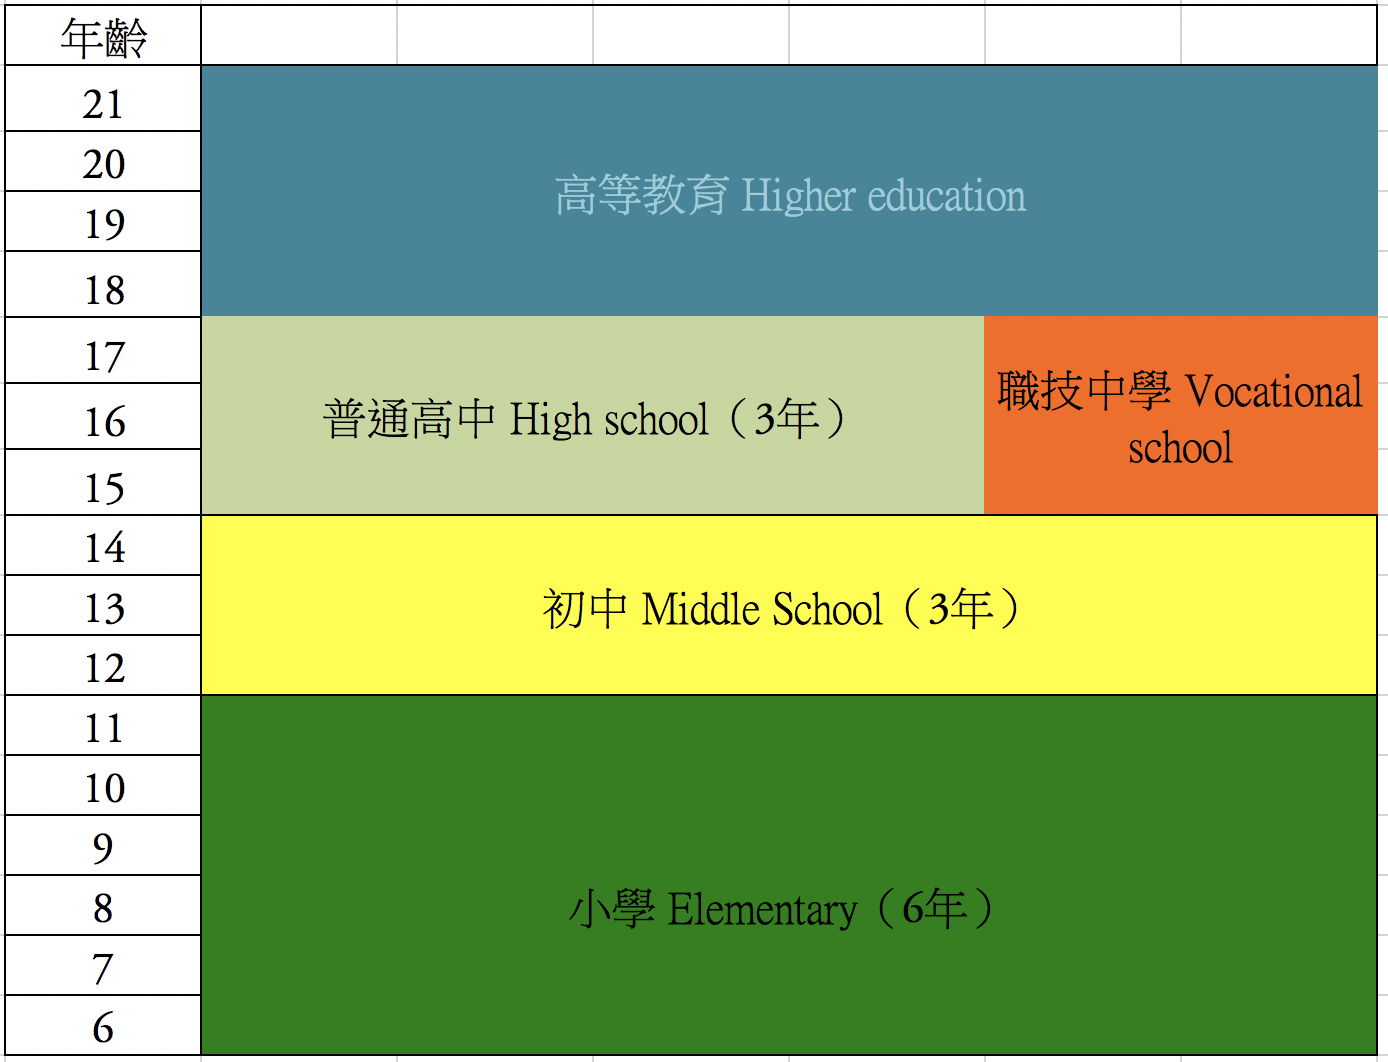 年齡
21
20
高等教育 Higher education
19
18
17
職技中學 Vocational
school
16
普通高中 High school（3年）
15
14
13
初中 Middle School（3年）
12
11
10
9
8
小學 Elementary（6年）
7
6